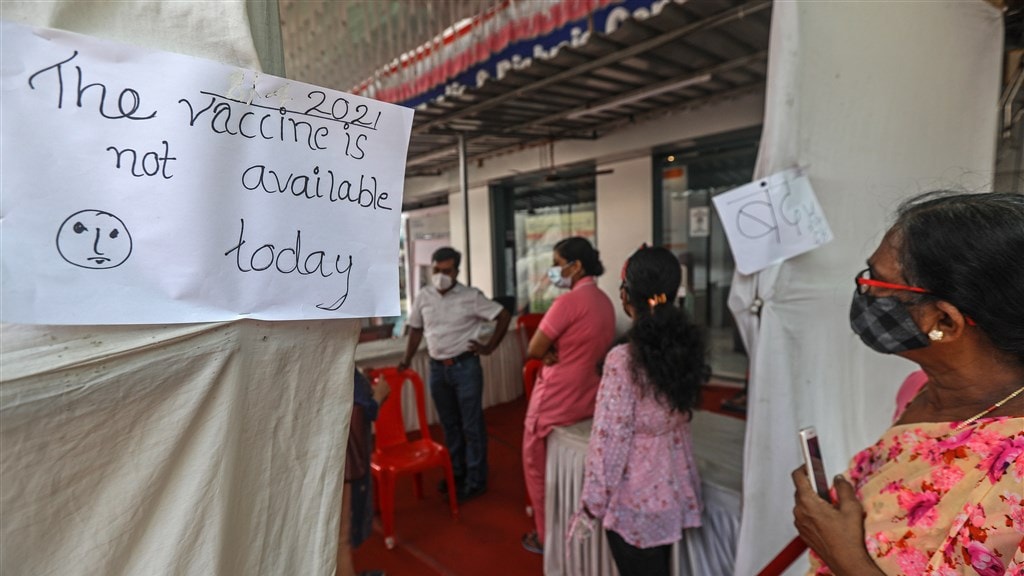 2021
The vaccine is
not available
today
बंद